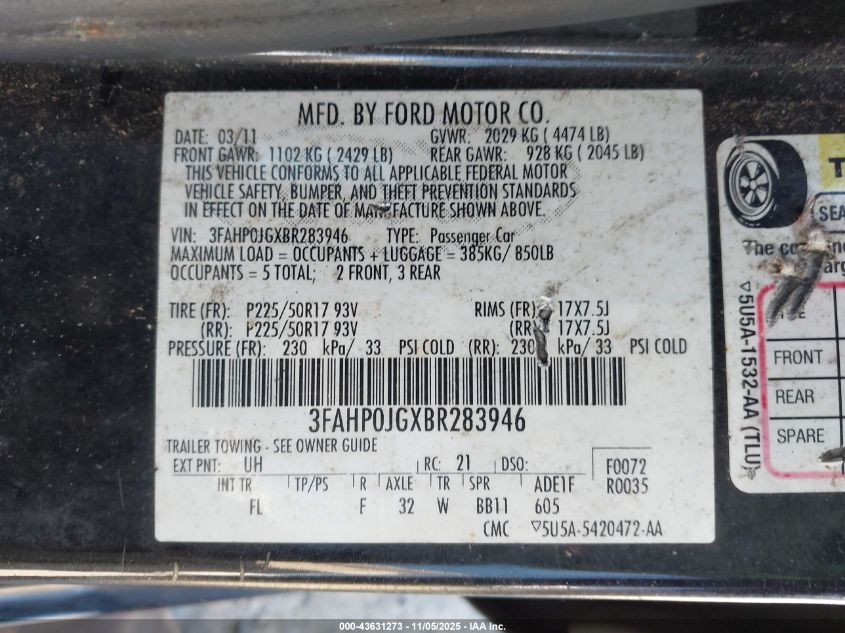 MFD. BY FORD MOTOR CO.
DATE: 03/11 GVWR: 2029 KG ( 4474 LB)
FRONT GAWR: 1102 KG ( 2429 LB) REAR GAWR: 928 KG ( 2045 LB)
THIS VEHICLE CONFORMS TO ALL APPLICABLE FEDERAL MOTOR
VEHICLE SAFETY, BUMPER, AND THEFT PREVENTION STANDARDS
IN EFFECT ON THE DATE OF MANUFACTURE SHOWN ABOVE.
VIN: 3FAHP0JGXBR283946 TYPE: Passenger Car
MAXIMUM LOAD = OCCUPANTS + LUGGAGE = 385KG/ 850LB
OCCUPANTS = 5 TOTAL; 2 FRONT, 3 REAR
TIRE (FR): P225/50R17 93V RIMS (FR): 17X7.5J
(RR): P225/50R17 93V (RR): 17X7.5J
PRESSURE (FR): 230 kPa/ 33 PSI COLD (RR): 230 kPa/ 33 PSI COLD
3FAHP0JGXBR283946
TRAILER TOWING - SEE OWNER GUIDE
EXT PNT: UH RC: 21 DSO: F0072
INT TR TP/PS R AXLE TR SPR ADE1F R0035
FL F 32 W BB11 605
CMC ▽5U5A-5420472-AA
SEA
The
FRONT
REAR
SPARE
▽5U5A-1532-AA (TLU)
000-43631273 - 11/05/2025 - IAA Inc.